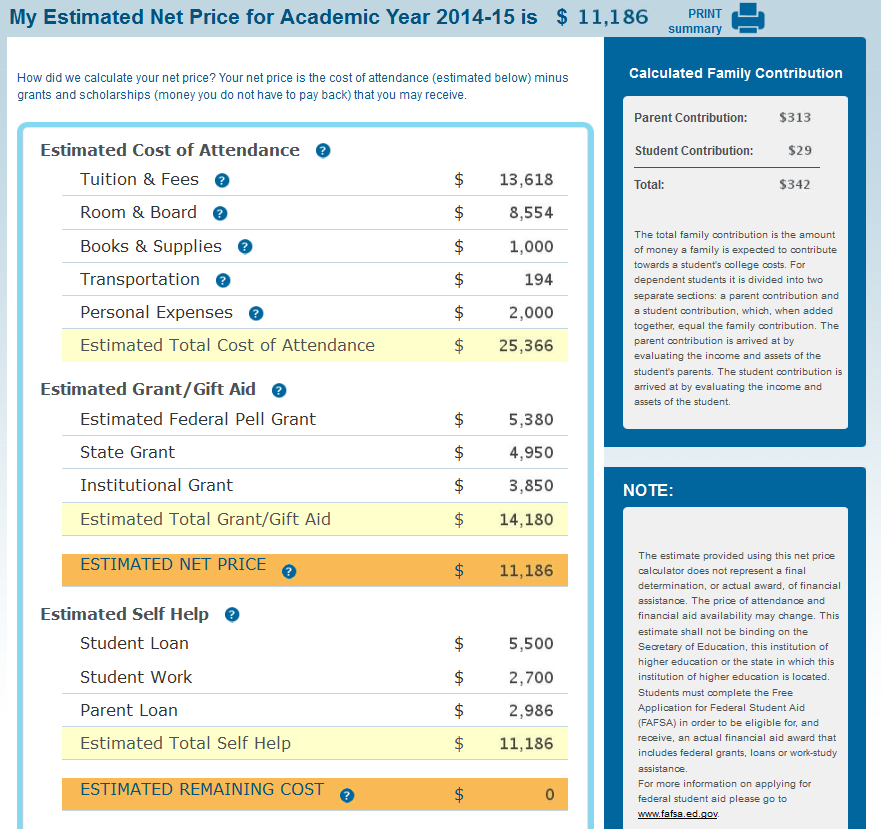 My Estimated Net Price for Academic Year 2014-15 is $ 11,186
PRINT
summary
How did we calculate your net price? Your net price is the cost of attendance (estimated below) minus
grants and scholarships (money you do not have to pay back) that you may receive.
Estimated Cost of Attendance ?
Tuition & Fees ? $ 13,618
Room & Board ? $ 8,554
Books & Supplies ? $ 1,000
Transportation ? $ 194
Personal Expenses ? $ 2,000
Estimated Total Cost of Attendance $ 25,366
Estimated Grant/Gift Aid ?
Estimated Federal Pell Grant $ 5,380
State Grant $ 4,950
Institutional Grant $ 3,850
Estimated Total Grant/Gift Aid $ 14,180
ESTIMATED NET PRICE ? $ 11,186
Estimated Self Help ?
Student Loan $ 5,500
Student Work $ 2,700
Parent Loan $ 2,986
Estimated Total Self Help $ 11,186
ESTIMATED REMAINING COST ? $ 0
Calculated Family Contribution
Parent Contribution: $313
Student Contribution: $29
Total: $342
The total family contribution is the amount
of money a family is expected to contribute
towards a student's college costs. For
dependent students it is divided into two
separate sections: a parent contribution and
a student contribution, which, when added
together, equal the family contribution. The
parent contribution is arrived at by
evaluating the income and assets of the
student's parents. The student contribution is
arrived at by evaluating the income and
assets of the student.
NOTE:
The estimate provided using this net price
calculator does not represent a final
determination, or actual award, of financial
assistance. The price of attendance and
financial aid availability may change. This
estimate shall not be binding on the
Secretary of Education, this institution of
higher education or the state in which this
institution of higher education is located.
Students must complete the Free
Application for Federal Student Aid
(FAFSA) in order to be eligible for, and
receive, an actual financial aid award that
includes federal grants, loans or work-study
assistance.
For more information on applying for
federal student aid please go to
www.fafsa.ed.gov.